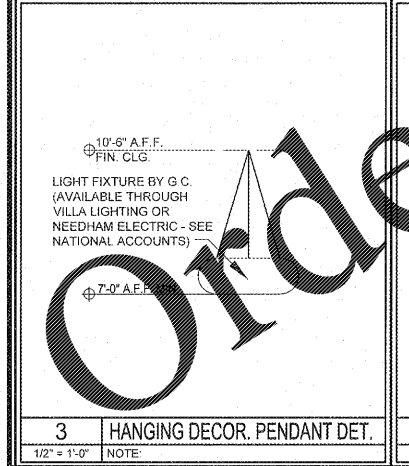 10'-6" A.F.F.
FIN. CLG.
LIGHT FIXTURE BY G.C.
(AVAILABLE THROUGH
VILLA LIGHTING OR
NEEDHAM ELECTRIC - SEE
NATIONAL ACCOUNTS)
7'-0" A.F.F. MIN.
Orde
3 HANGING DECOR. PENDANT DET.
1/2" = 1'-0" NOTE: